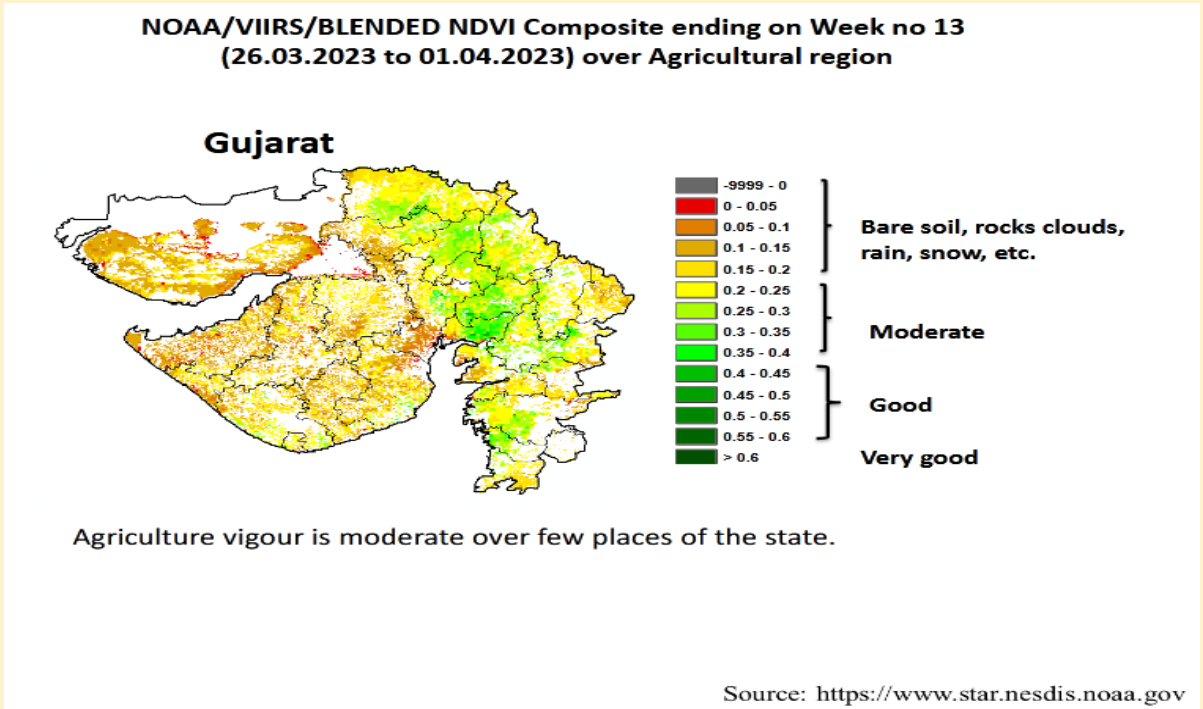 NOAA/VIIRS/BLENDED NDVI Composite ending on Week no 13
(26.03.2023 to 01.04.2023) over Agricultural region
Gujarat
-9999 - 0
0 - 0.05
0.05 - 0.1
0.1 - 0.15
0.15 - 0.2
0.2 - 0.25
0.25 - 0.3
0.3 - 0.35
0.35 - 0.4
0.4 - 0.45
0.45 - 0.5
0.5 - 0.55
0.55 - 0.6
> 0.6
Bare soil, rocks clouds,
rain, snow, etc.
Moderate
Good
Very good
Agriculture vigour is moderate over few places of the state.
Source: https://www.star.nesdis.noaa.gov